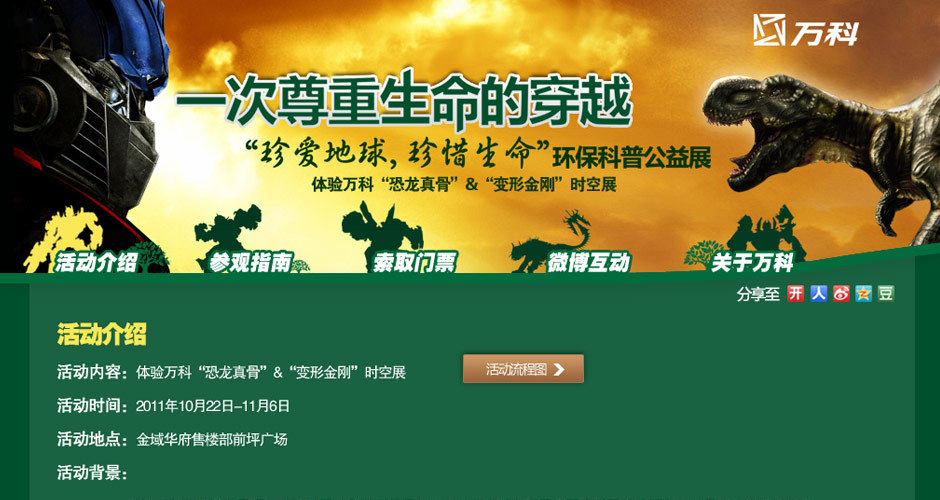 万科
一次尊重生命的穿越
“珍爱地球，珍惜生命”环保科普公益展
体验万科“恐龙真骨”&“变形金刚”时空展
活动介绍 参观指南 索取门票 微博互动 关于万科
分享至 开 人 豆
活动介绍
活动内容：体验万科“恐龙真骨”&“变形金刚”时空展
活动流程图
活动时间：2011年10月22日-11月6日
活动地点：金域华府售楼部前坪广场
活动背景：